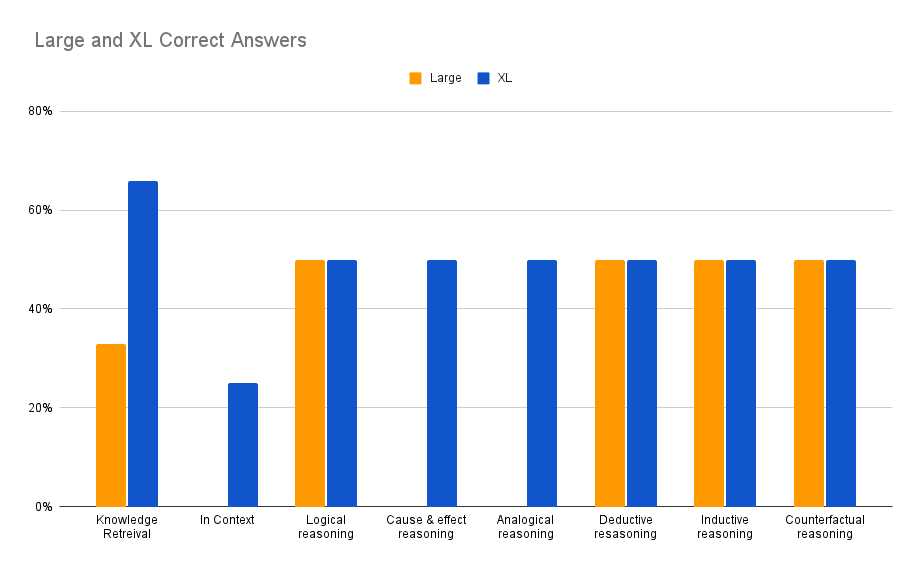 Large and XL Correct Answers
Large
XL
80%
60%
40%
20%
0%
Knowledge
Retreival
In Context
Logical
reasoning
Cause & effect
reasoning
Analogical
reasoning
Deductive
resasoning
Inductive
reasoning
Counterfactual
reasoning